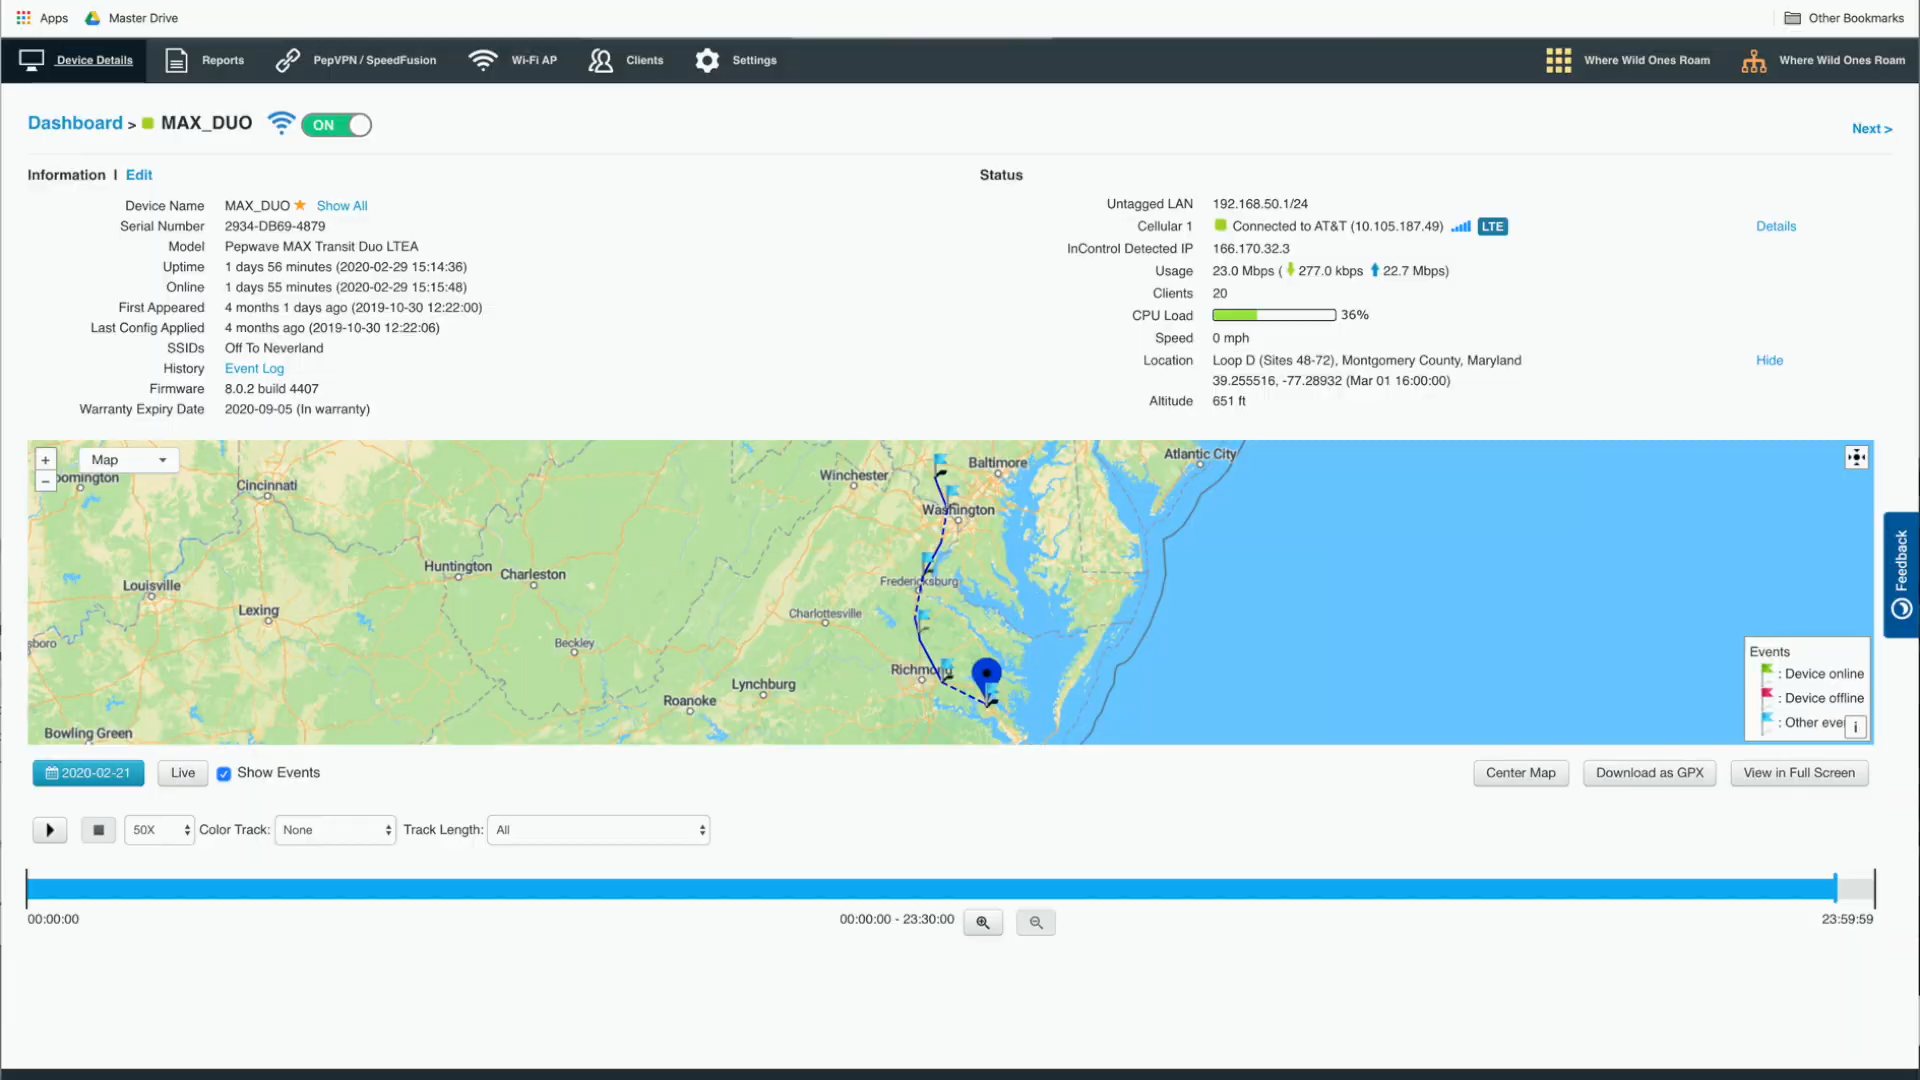 Apps Master Drive Other Bookmarks
Device Details Reports PepVPN / SpeedFusion Wi-Fi AP Clients Settings Where Wild Ones Roam Where Wild Ones Roam
Dashboard > MAX_DUO ON
Next >
Information | Edit
Device Name MAX_DUO Show All
Serial Number 2934-DB69-4879
Model Pepwave MAX Transit Duo LTEA
Uptime 1 days 56 minutes (2020-02-29 15:14:36)
Online 1 days 55 minutes (2020-02-29 15:15:48)
First Appeared 4 months 1 days ago (2019-10-30 12:22:00)
Last Config Applied 4 months ago (2019-10-30 12:22:06)
SSIDs Off To Neverland
History Event Log
Firmware 8.0.2 build 4407
Warranty Expiry Date 2020-09-05 (In warranty)
Status
Untagged LAN 192.168.50.1/24
Cellular 1 Connected to AT&T (10.105.187.49) LTE Details
InControl Detected IP 166.170.32.3
Usage 23.0 Mbps ( 277.0 kbps 22.7 Mbps)
Clients 20
CPU Load 36%
Speed 0 mph
Location Loop D (Sites 48-72), Montgomery County, Maryland Hide
39.255516, -77.28932 (Mar 01 16:00:00)
Altitude 651 ft
+ Map
−
oomington
Cincinnati
Winchester
Baltimore
Atlantic City
Washington
Huntington
Charleston
Louisville
Fredericksburg
Lexing
Charlottesville
sboro
Beckley
Richmond
Lynchburg
Roanoke
Bowling Green
Events
: Device online
: Device offline
: Other eve i
Feedback
2020-02-21 Live Show Events Center Map Download as GPX View in Full Screen
50X Color Track: None Track Length: All
00:00:00 00:00:00 - 23:30:00 23:59:59